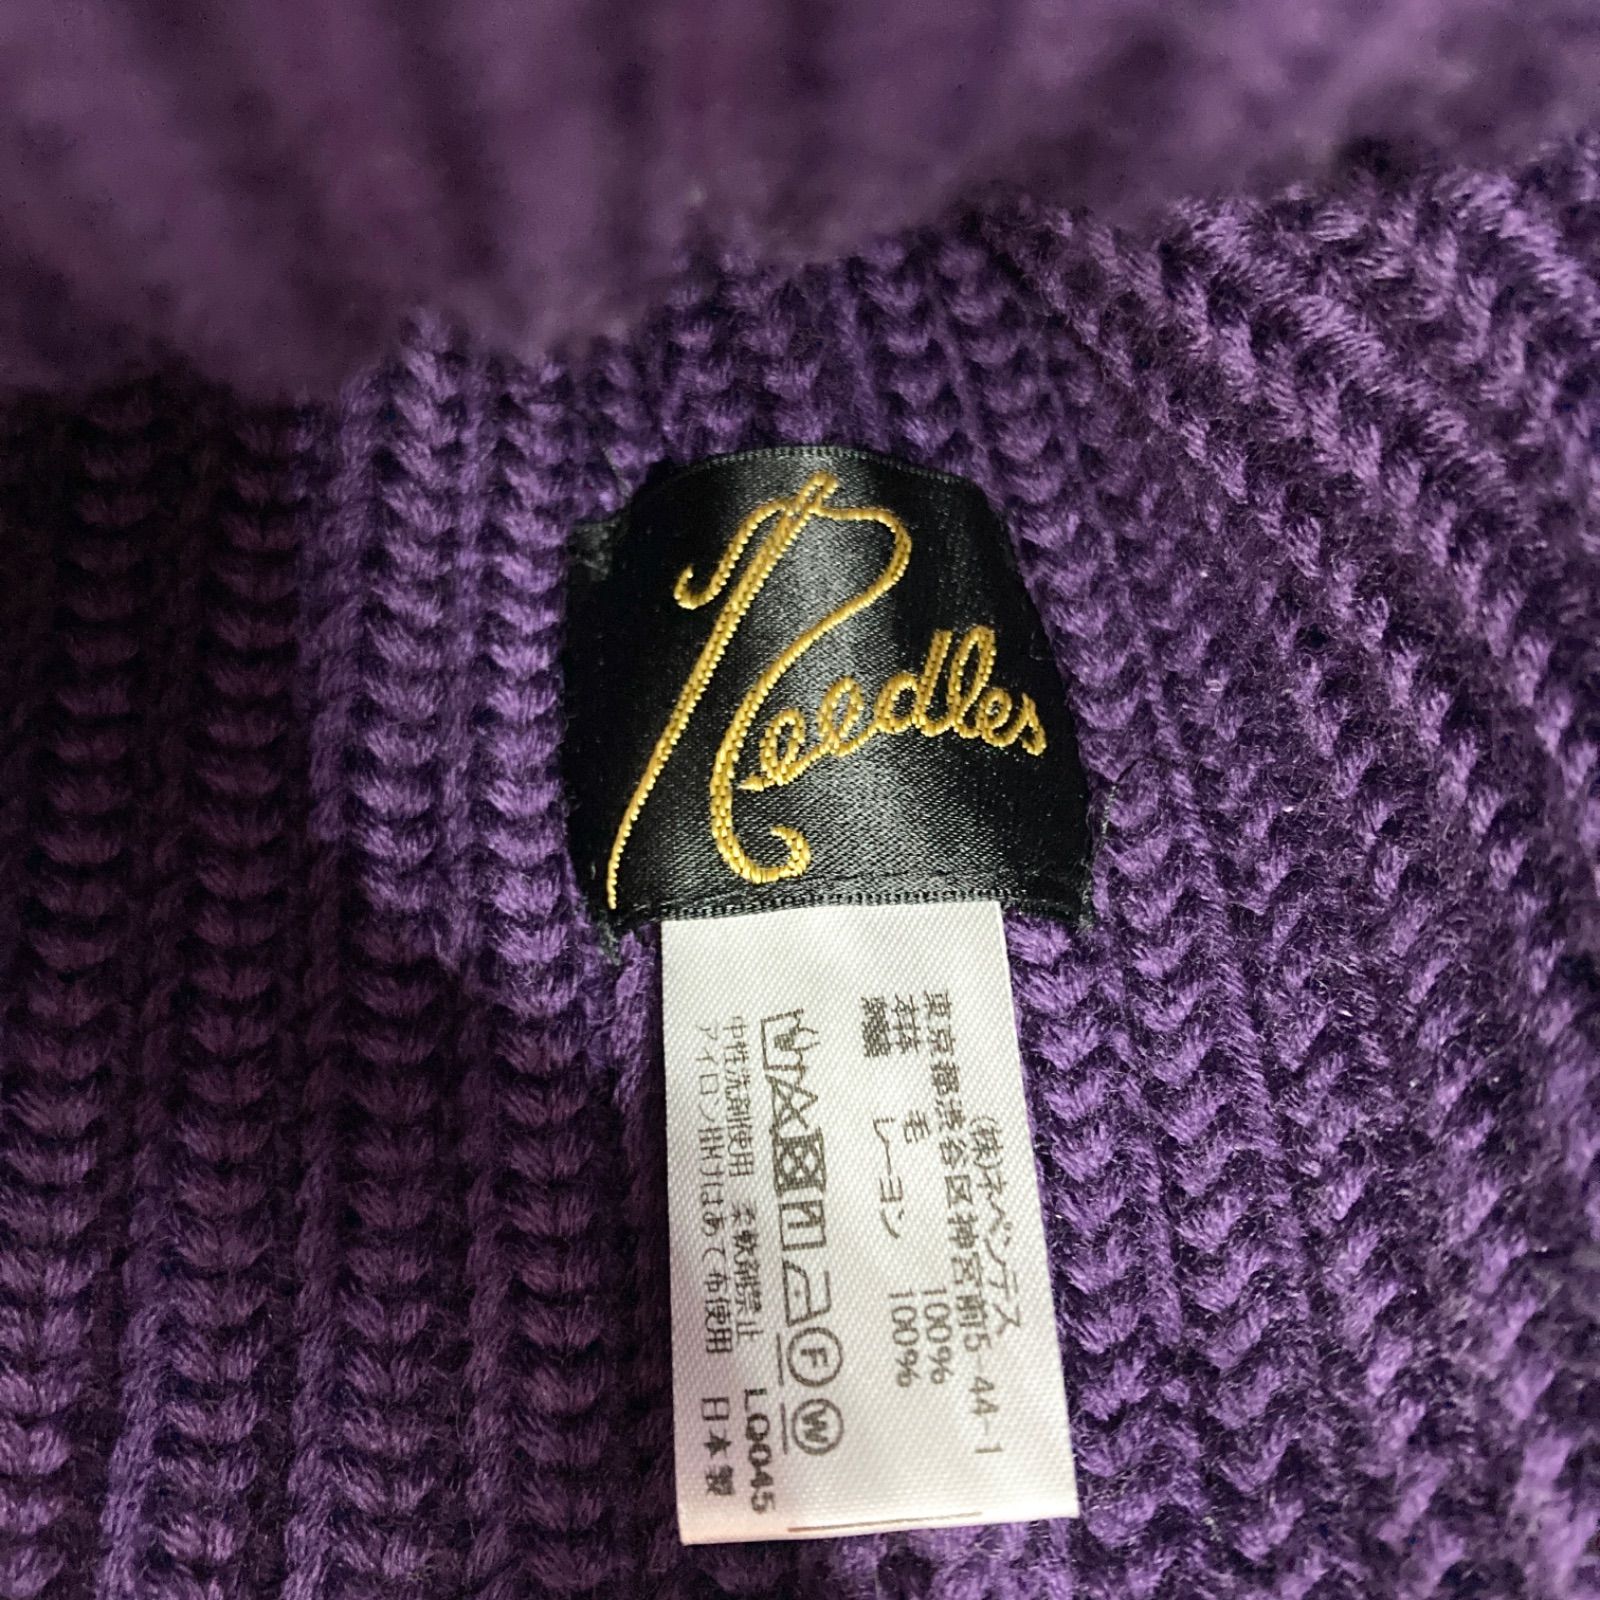 Needles
(株)ネペンテス
東京都渋谷区神宮前5-44-1
本体 毛 100%
刺繍 レーヨン 100%
F W
中性洗剤使用 柔軟剤禁止 LQ045
アイロン掛けはあて布使用 日本製